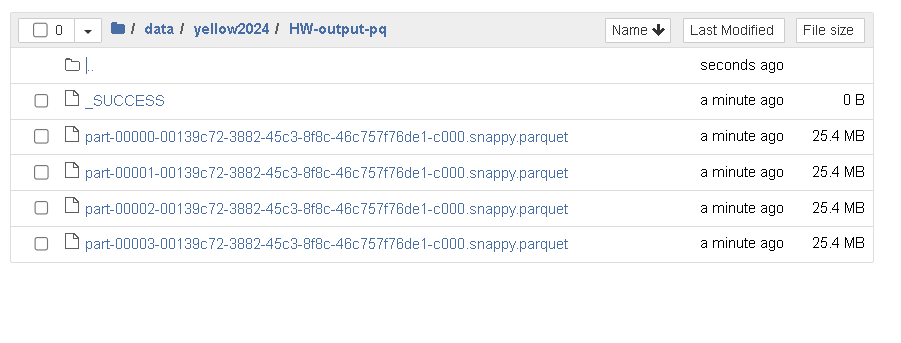 0 / data / yellow2024 / HW-output-pq Name Last Modified File size
.. seconds ago
_SUCCESS a minute ago 0 B
part-00000-00139c72-3882-45c3-8f8c-46c757f76de1-c000.snappy.parquet a minute ago 25.4 MB
part-00001-00139c72-3882-45c3-8f8c-46c757f76de1-c000.snappy.parquet a minute ago 25.4 MB
part-00002-00139c72-3882-45c3-8f8c-46c757f76de1-c000.snappy.parquet a minute ago 25.4 MB
part-00003-00139c72-3882-45c3-8f8c-46c757f76de1-c000.snappy.parquet a minute ago 25.4 MB